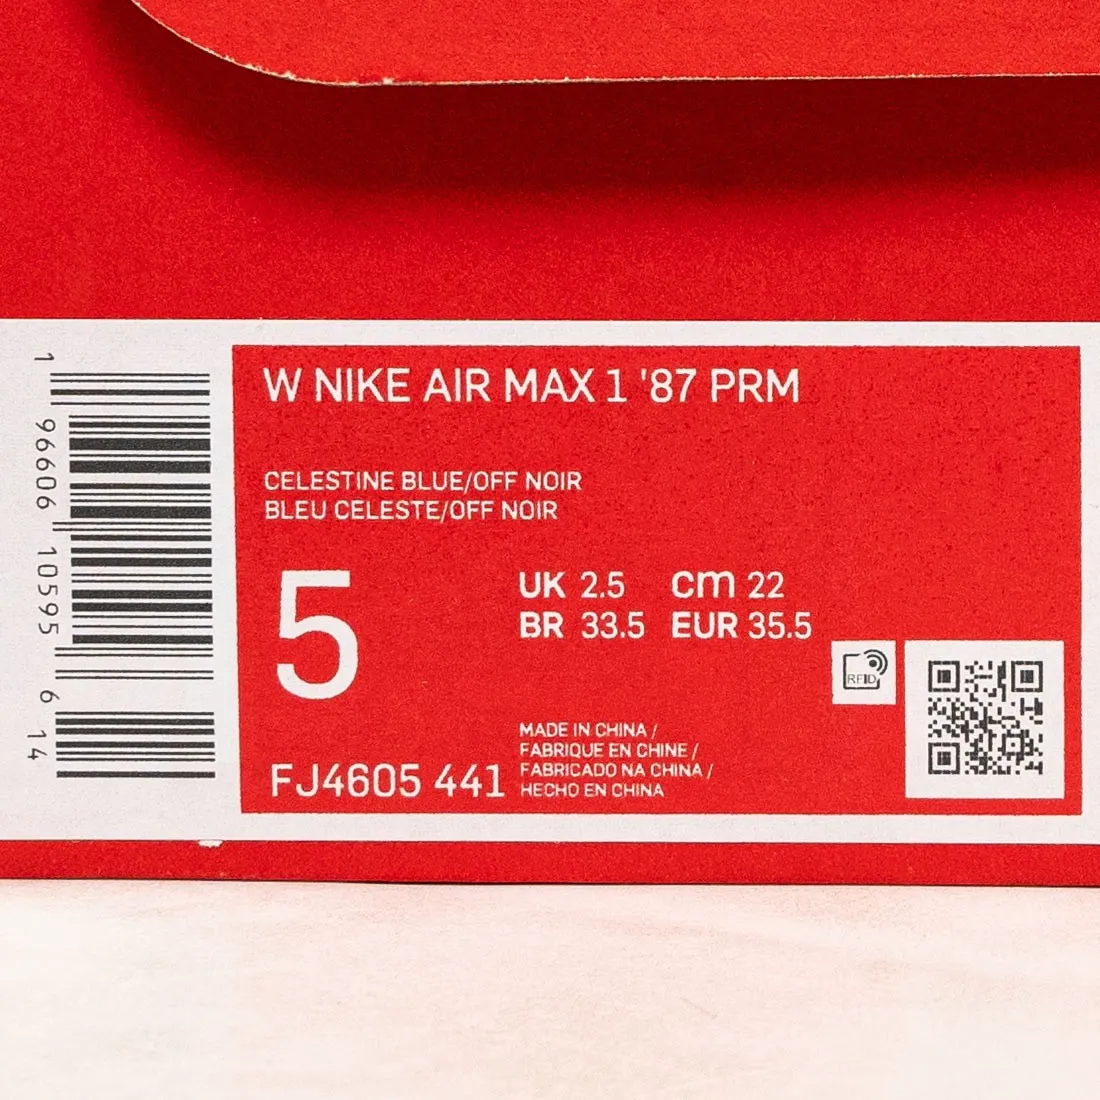 W NIKE AIR MAX 1 '87 PRM
CELESTINE BLUE/OFF NOIR
BLEU CELESTE/OFF NOIR
5
UK 2.5 cm 22
BR 33.5 EUR 35.5
RFID
MADE IN CHINA /
FABRIQUE EN CHINE /
FABRICADO NA CHINA /
HECHO EN CHINA
FJ4605 441
1 96606 10595 6 14